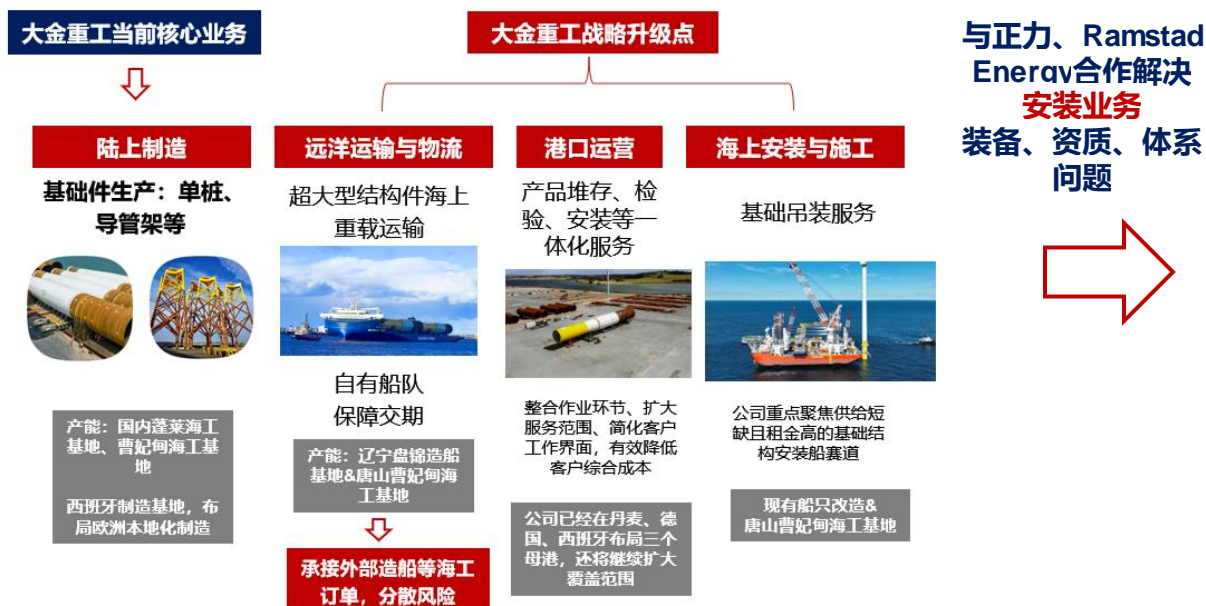 大金重工当前核心业务
大金重工战略升级点
陆上制造
基础件生产：单桩、
导管架等
产能：国内蓬莱海工
基地、曹妃甸海工基
地
西班牙制造基地，布
局欧洲本地化制造
远洋运输与物流
超大型结构件海上
重载运输
自有船队
保障交期
产能：辽宁盘锦造船
基地&唐山曹妃甸海
工基地
承接外部造船等海工
订单，分散风险
港口运营
产品堆存、检
验、安装等一
体化服务
整合作业环节、扩大
服务范围、简化客户
工作界面，有效降低
客户综合成本
公司已经在丹麦、德
国、西班牙布局三个
母港，还将继续扩大
覆盖范围
海上安装与施工
基础吊装服务
公司重点聚焦供给短
缺且租金高的基础结
构安装船赛道
现有船只改造&
唐山曹妃甸海工基地
与正力、Ramstad
Energy合作解决
安装业务
装备、资质、体系
问题